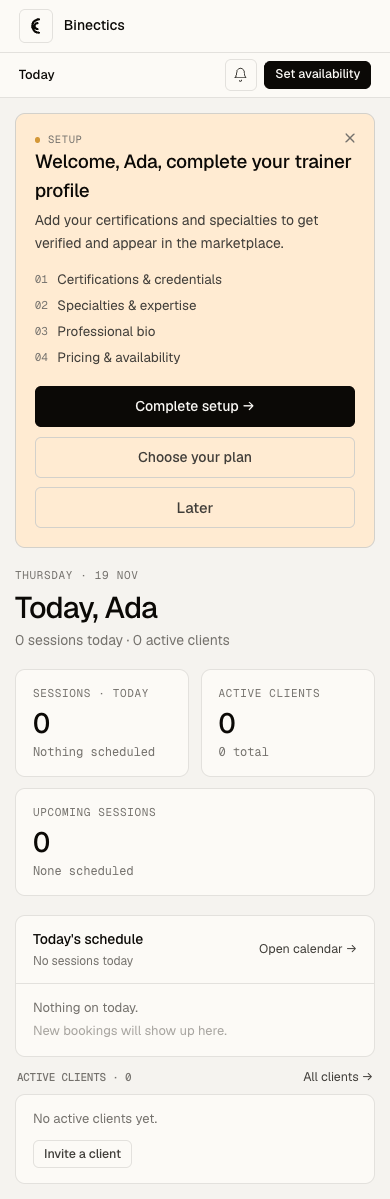 Binectics
Today
Set availability
SETUP
Welcome, Ada, complete your trainer
profile
Add your certifications and specialties to get
verified and appear in the marketplace.
01 Certifications & credentials
02 Specialties & expertise
03 Professional bio
04 Pricing & availability
Complete setup →
Choose your plan
Later
THURSDAY · 19 NOV
Today, Ada
0 sessions today · 0 active clients
SESSIONS · TODAY
0
Nothing scheduled
ACTIVE CLIENTS
0
0 total
UPCOMING SESSIONS
0
None scheduled
Today's schedule
No sessions today
Open calendar →
Nothing on today.
New bookings will show up here.
ACTIVE CLIENTS · 0
All clients →
No active clients yet.
Invite a client